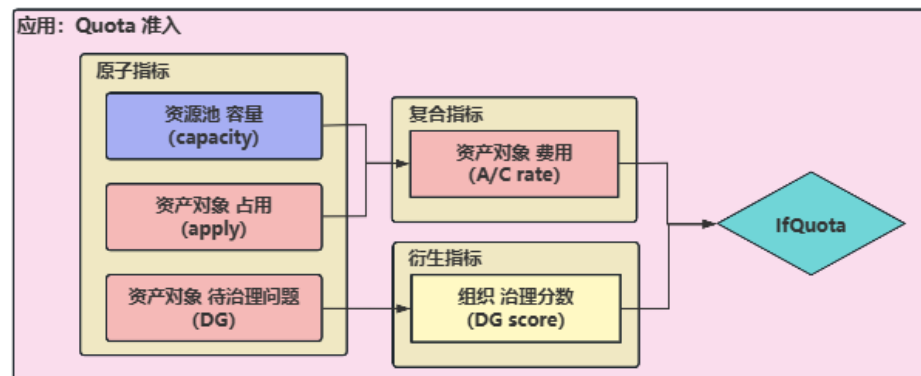 应用：Quota 准入
原子指标
资源池 容量
(capacity)
资产对象 占用
(apply)
资产对象 待治理问题
(DG)
复合指标
资产对象 费用
(A/C rate)
衍生指标
组织 治理分数
(DG score)
IfQuota